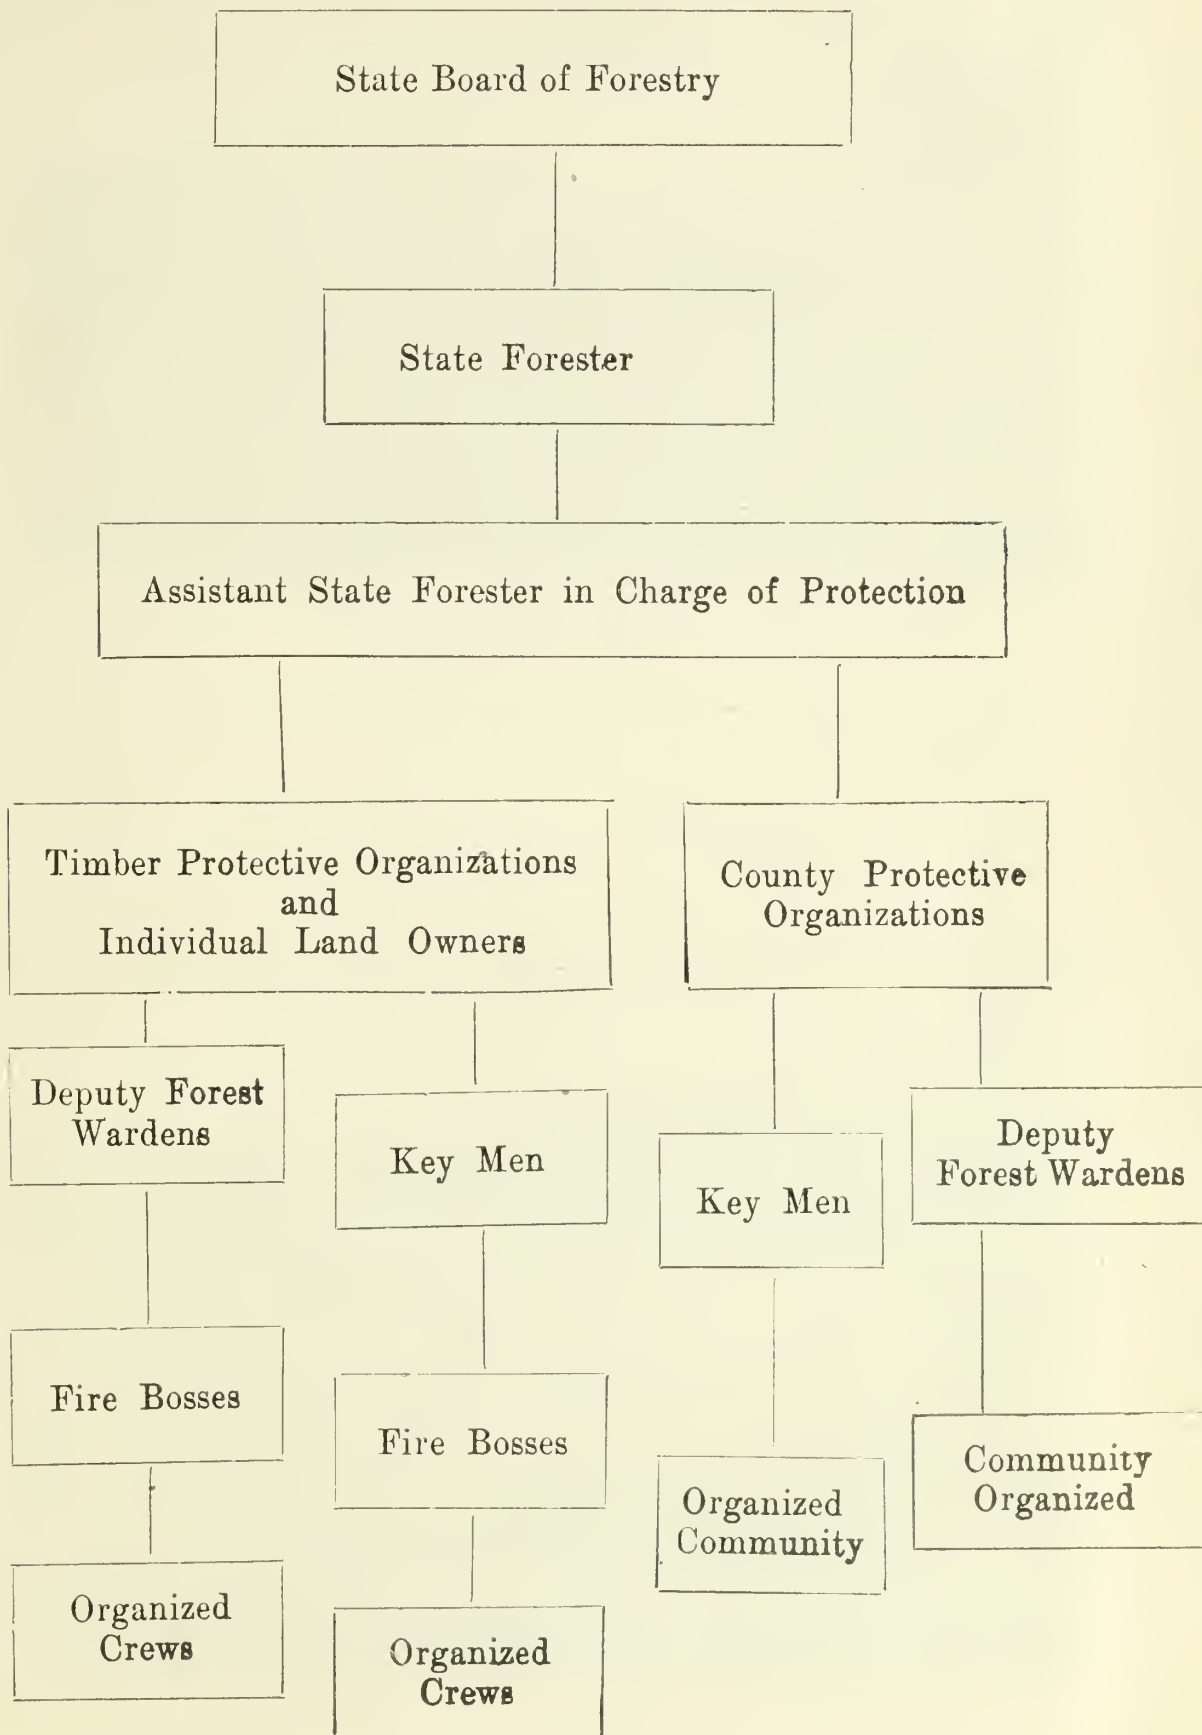 State Board of Forestry
State Forester
Assistant State Forester in Charge of Protection
Timber Protective Organizations
and
Individual Land Owners
County Protective
Organizations
Deputy Forest
Wardens
Key Men
Key Men
Deputy
Forest Wardens
Fire Bosses
Fire Bosses
Organized
Community
Community
Organized
Organized
Crews
Organized
Crews